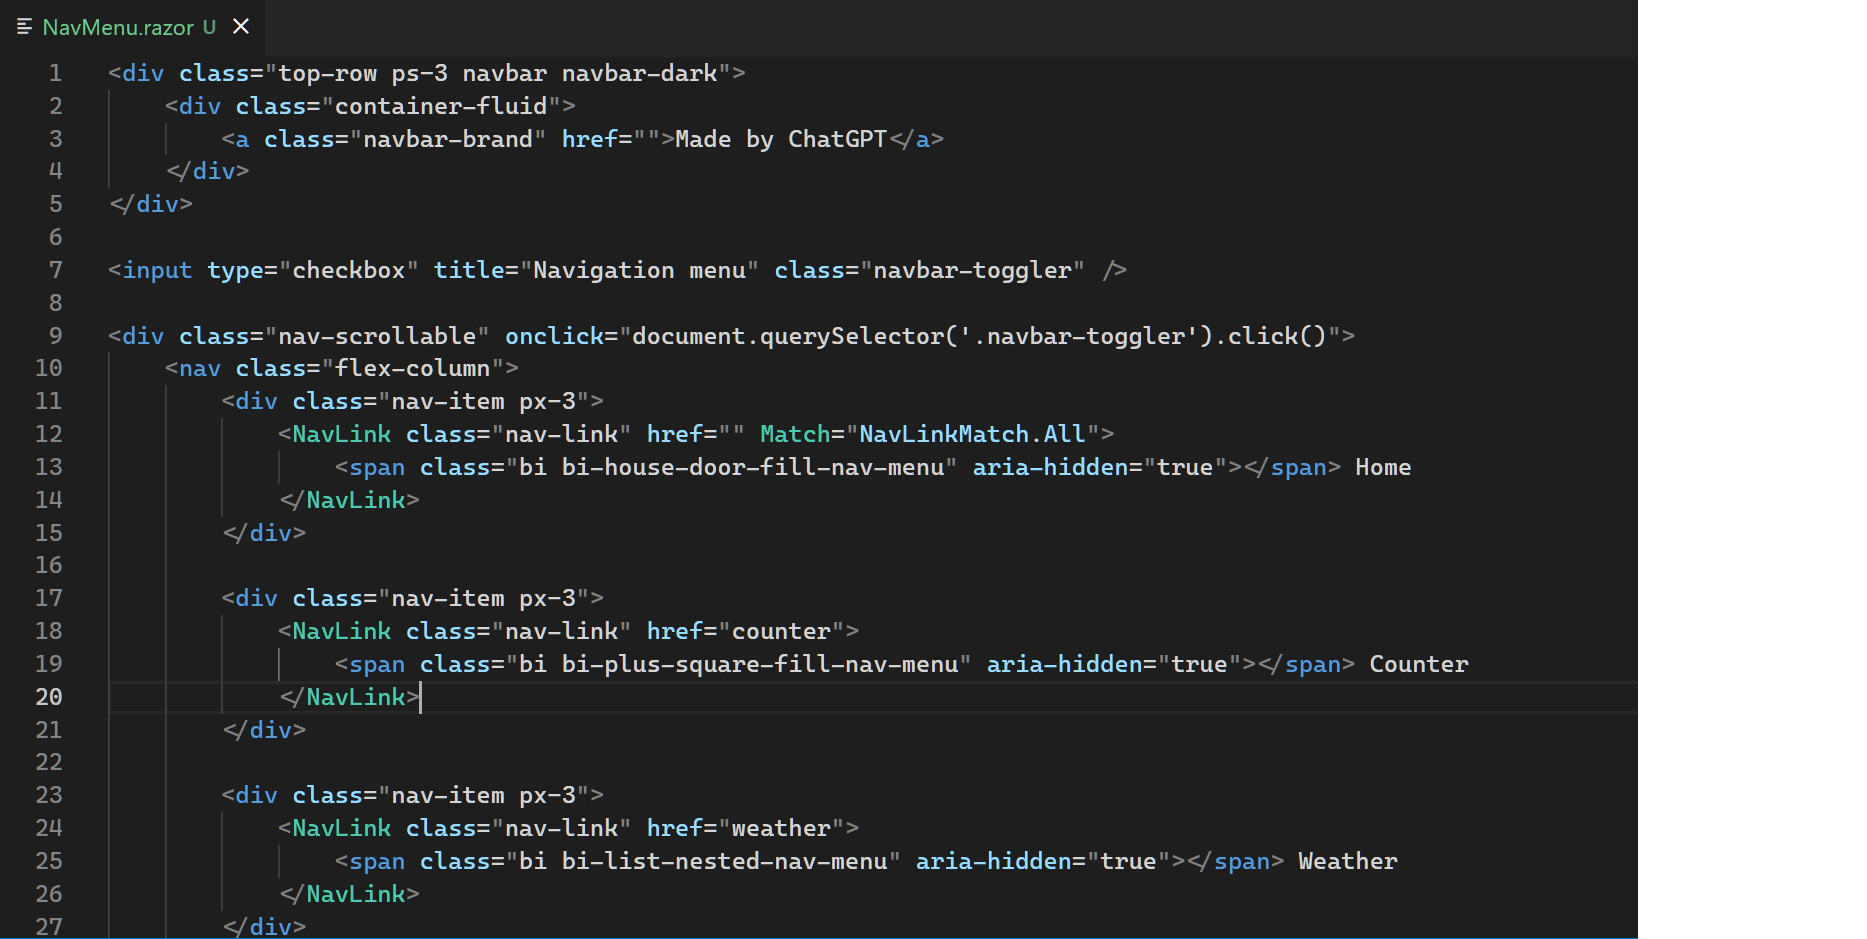 NavMenu.razor U
1 <div class="top-row ps-3 navbar navbar-dark">
2     <div class="container-fluid">
3         <a class="navbar-brand" href="">Made by ChatGPT</a>
4     </div>
5 </div>
6
7 <input type="checkbox" title="Navigation menu" class="navbar-toggler" />
8
9 <div class="nav-scrollable" onclick="document.querySelector('.navbar-toggler').click()">
10     <nav class="flex-column">
11         <div class="nav-item px-3">
12             <NavLink class="nav-link" href="" Match="NavLinkMatch.All">
13                 <span class="bi bi-house-door-fill-nav-menu" aria-hidden="true"></span> Home
14             </NavLink>
15         </div>
16
17         <div class="nav-item px-3">
18             <NavLink class="nav-link" href="counter">
19                 <span class="bi bi-plus-square-fill-nav-menu" aria-hidden="true"></span> Counter
20             </NavLink>
21         </div>
22
23         <div class="nav-item px-3">
24             <NavLink class="nav-link" href="weather">
25                 <span class="bi bi-list-nested-nav-menu" aria-hidden="true"></span> Weather
26             </NavLink>
27         </div>